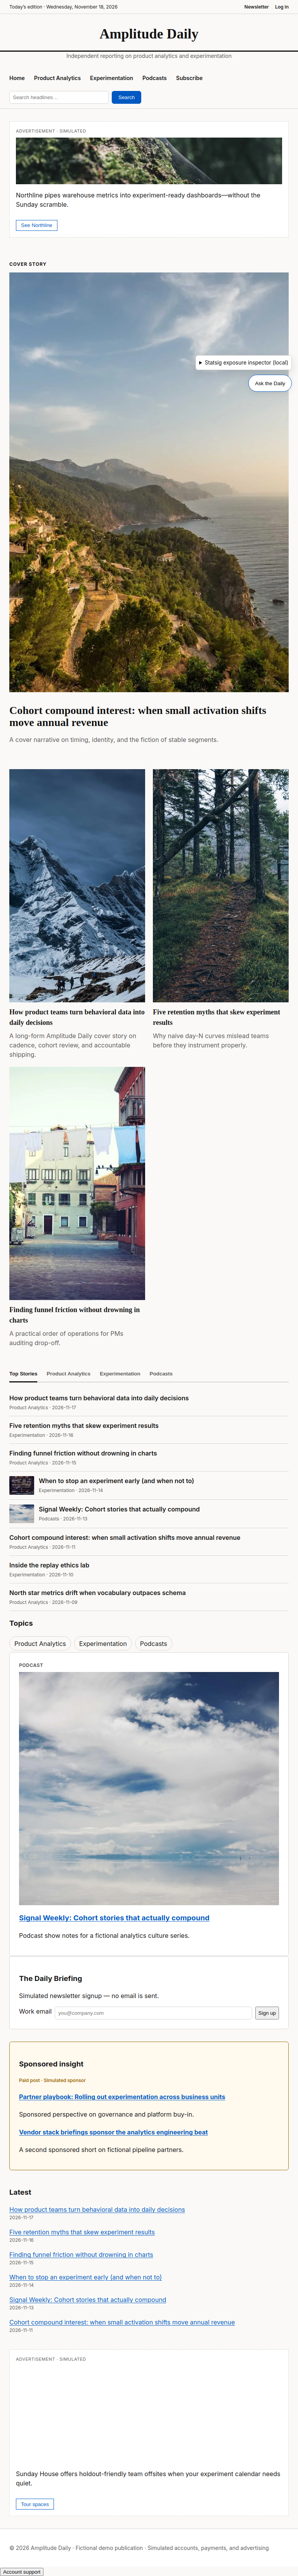 Today's edition · Wednesday, November 18, 2026
Newsletter Log in
Amplitude Daily
Independent reporting on product analytics and experimentation
Home Product Analytics Experimentation Podcasts Subscribe
Search headlines… Search
ADVERTISEMENT · SIMULATED
Northline pipes warehouse metrics into experiment-ready dashboards—without the
Sunday scramble.
See Northline
COVER STORY
▶ Statsig exposure inspector (local)
Ask the Daily
Cohort compound interest: when small activation shifts
move annual revenue
A cover narrative on timing, identity, and the fiction of stable segments.
How product teams turn behavioral data into
daily decisions
A long-form Amplitude Daily cover story on
cadence, cohort review, and accountable
shipping.
Five retention myths that skew experiment
results
Why naive day-N curves mislead teams
before they instrument properly.
Finding funnel friction without drowning in
charts
A practical order of operations for PMs
auditing drop-off.
Top Stories Product Analytics Experimentation Podcasts
How product teams turn behavioral data into daily decisions
Product Analytics · 2026-11-17
Five retention myths that skew experiment results
Experimentation · 2026-11-16
Finding funnel friction without drowning in charts
Product Analytics · 2026-11-15
When to stop an experiment early (and when not to)
Experimentation · 2026-11-14
Signal Weekly: Cohort stories that actually compound
Podcasts · 2026-11-13
Cohort compound interest: when small activation shifts move annual revenue
Product Analytics · 2026-11-11
Inside the replay ethics lab
Experimentation · 2026-11-10
North star metrics drift when vocabulary outpaces schema
Product Analytics · 2026-11-09
Topics
Product Analytics Experimentation Podcasts
PODCAST
Signal Weekly: Cohort stories that actually compound
Podcast show notes for a fictional analytics culture series.
The Daily Briefing
Simulated newsletter signup — no email is sent.
Work email you@company.com Sign up
Sponsored insight
Paid post · Simulated sponsor
Partner playbook: Rolling out experimentation across business units
Sponsored perspective on governance and platform buy-in.
Vendor stack briefings sponsor the analytics engineering beat
A second sponsored short on fictional pipeline partners.
Latest
How product teams turn behavioral data into daily decisions
2026-11-17
Five retention myths that skew experiment results
2026-11-16
Finding funnel friction without drowning in charts
2026-11-15
When to stop an experiment early (and when not to)
2026-11-14
Signal Weekly: Cohort stories that actually compound
2026-11-13
Cohort compound interest: when small activation shifts move annual revenue
2026-11-11
ADVERTISEMENT · SIMULATED
Sunday House offers holdout-friendly team offsites when your experiment calendar needs
quiet.
Tour spaces
© 2026 Amplitude Daily · Fictional demo publication · Simulated accounts, payments, and advertising
Account support